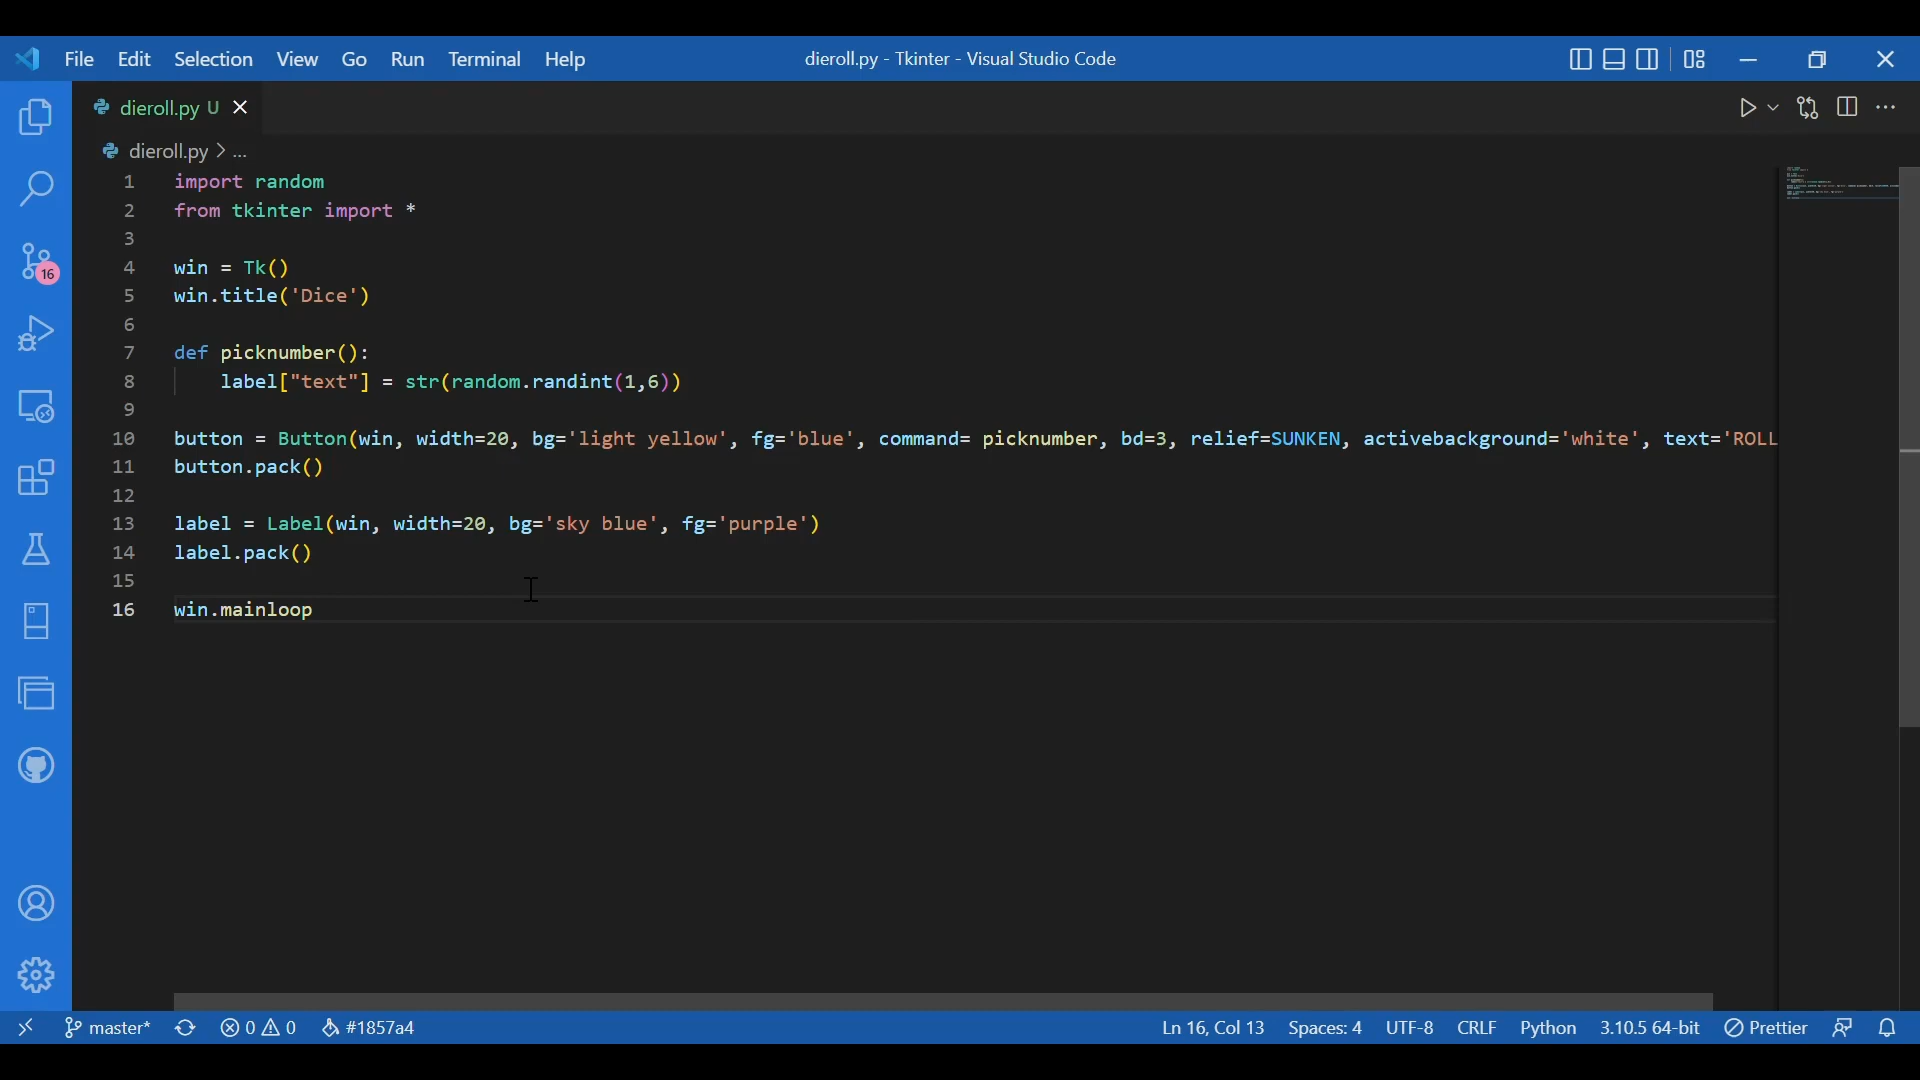 File Edit Selection View Go Run Terminal Help dieroll.py - Tkinter - Visual Studio Code
dieroll.py U
dieroll.py > ...
1 import random
2 from tkinter import *
3
4 win = Tk()
5 win.title('Dice')
6
7 def picknumber():
8 label["text"] = str(random.randint(1,6))
9
10 button = Button(win, width=20, bg='light yellow', fg='blue', command= picknumber, bd=3, relief=SUNKEN, activebackground='white', text='ROLL
11 button.pack()
12
13 label = Label(win, width=20, bg='sky blue', fg='purple')
14 label.pack()
15
16 win.mainloop
16
master* 0 0 #1857a4 Ln 16, Col 13 Spaces: 4 UTF-8 CRLF Python 3.10.5 64-bit Prettier